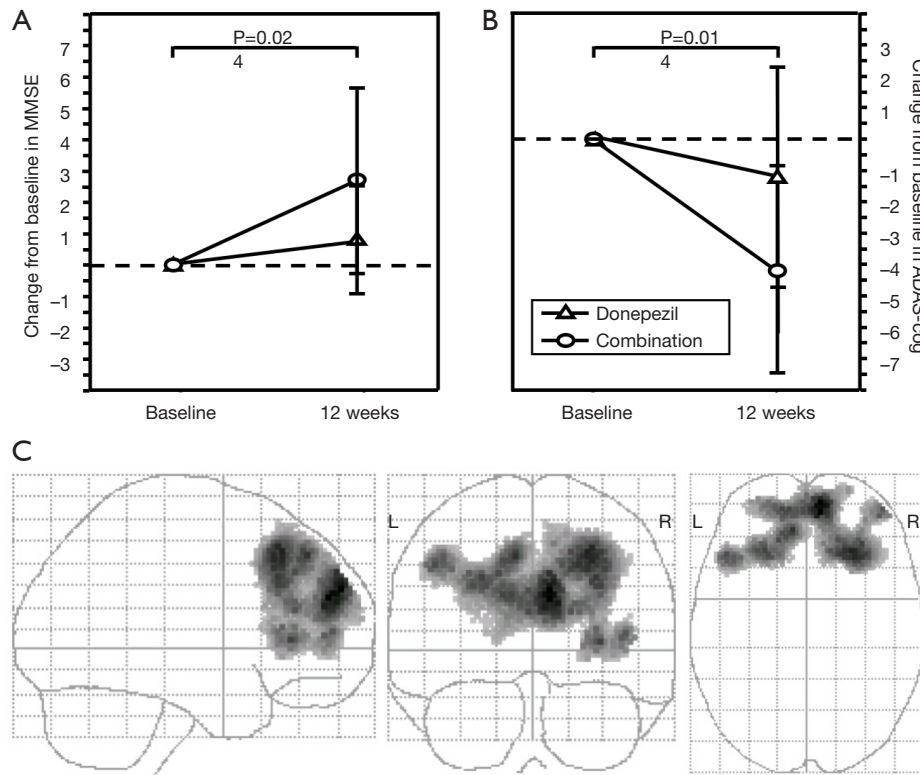 A
Change from baseline in MMSE
7
6
5
4
3
2
1
–1
–2
–3
P=0.02
4
Baseline
12 weeks
B
P=0.01
4
3
2
1
–1
–2
–3
–4
–5
–6
–7
Change from baseline in ADAS-cog
Donepezil
Combination
Baseline
12 weeks
C
L
R
L
R